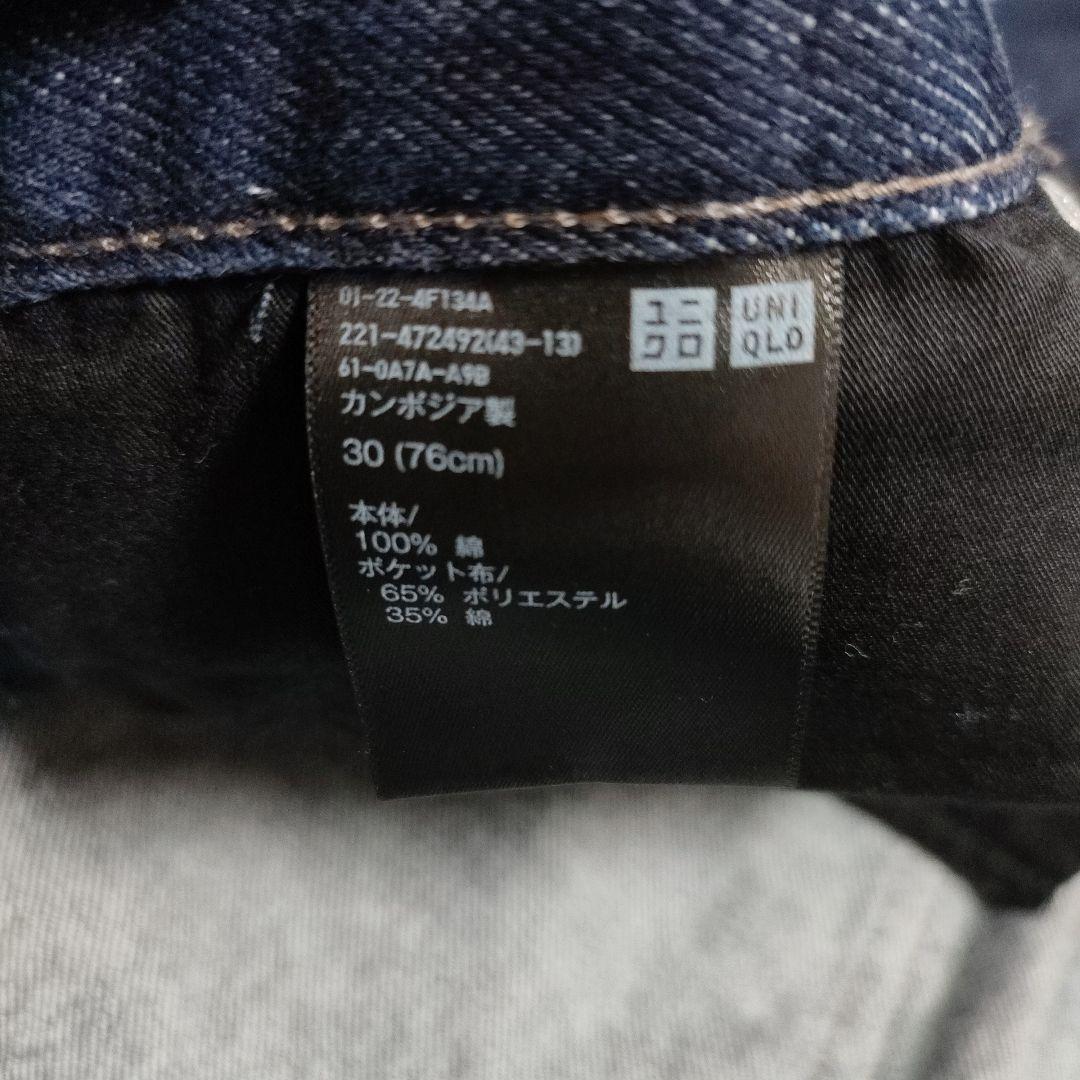 01-22-4F134A
221-472492(43-13)
61-0A7A-A9B
カンボジア製
30 (76cm)
本体/
100% 綿
ポケット布/
65% ポリエステル
35% 綿
ユニ
クロ
UNI
QLO